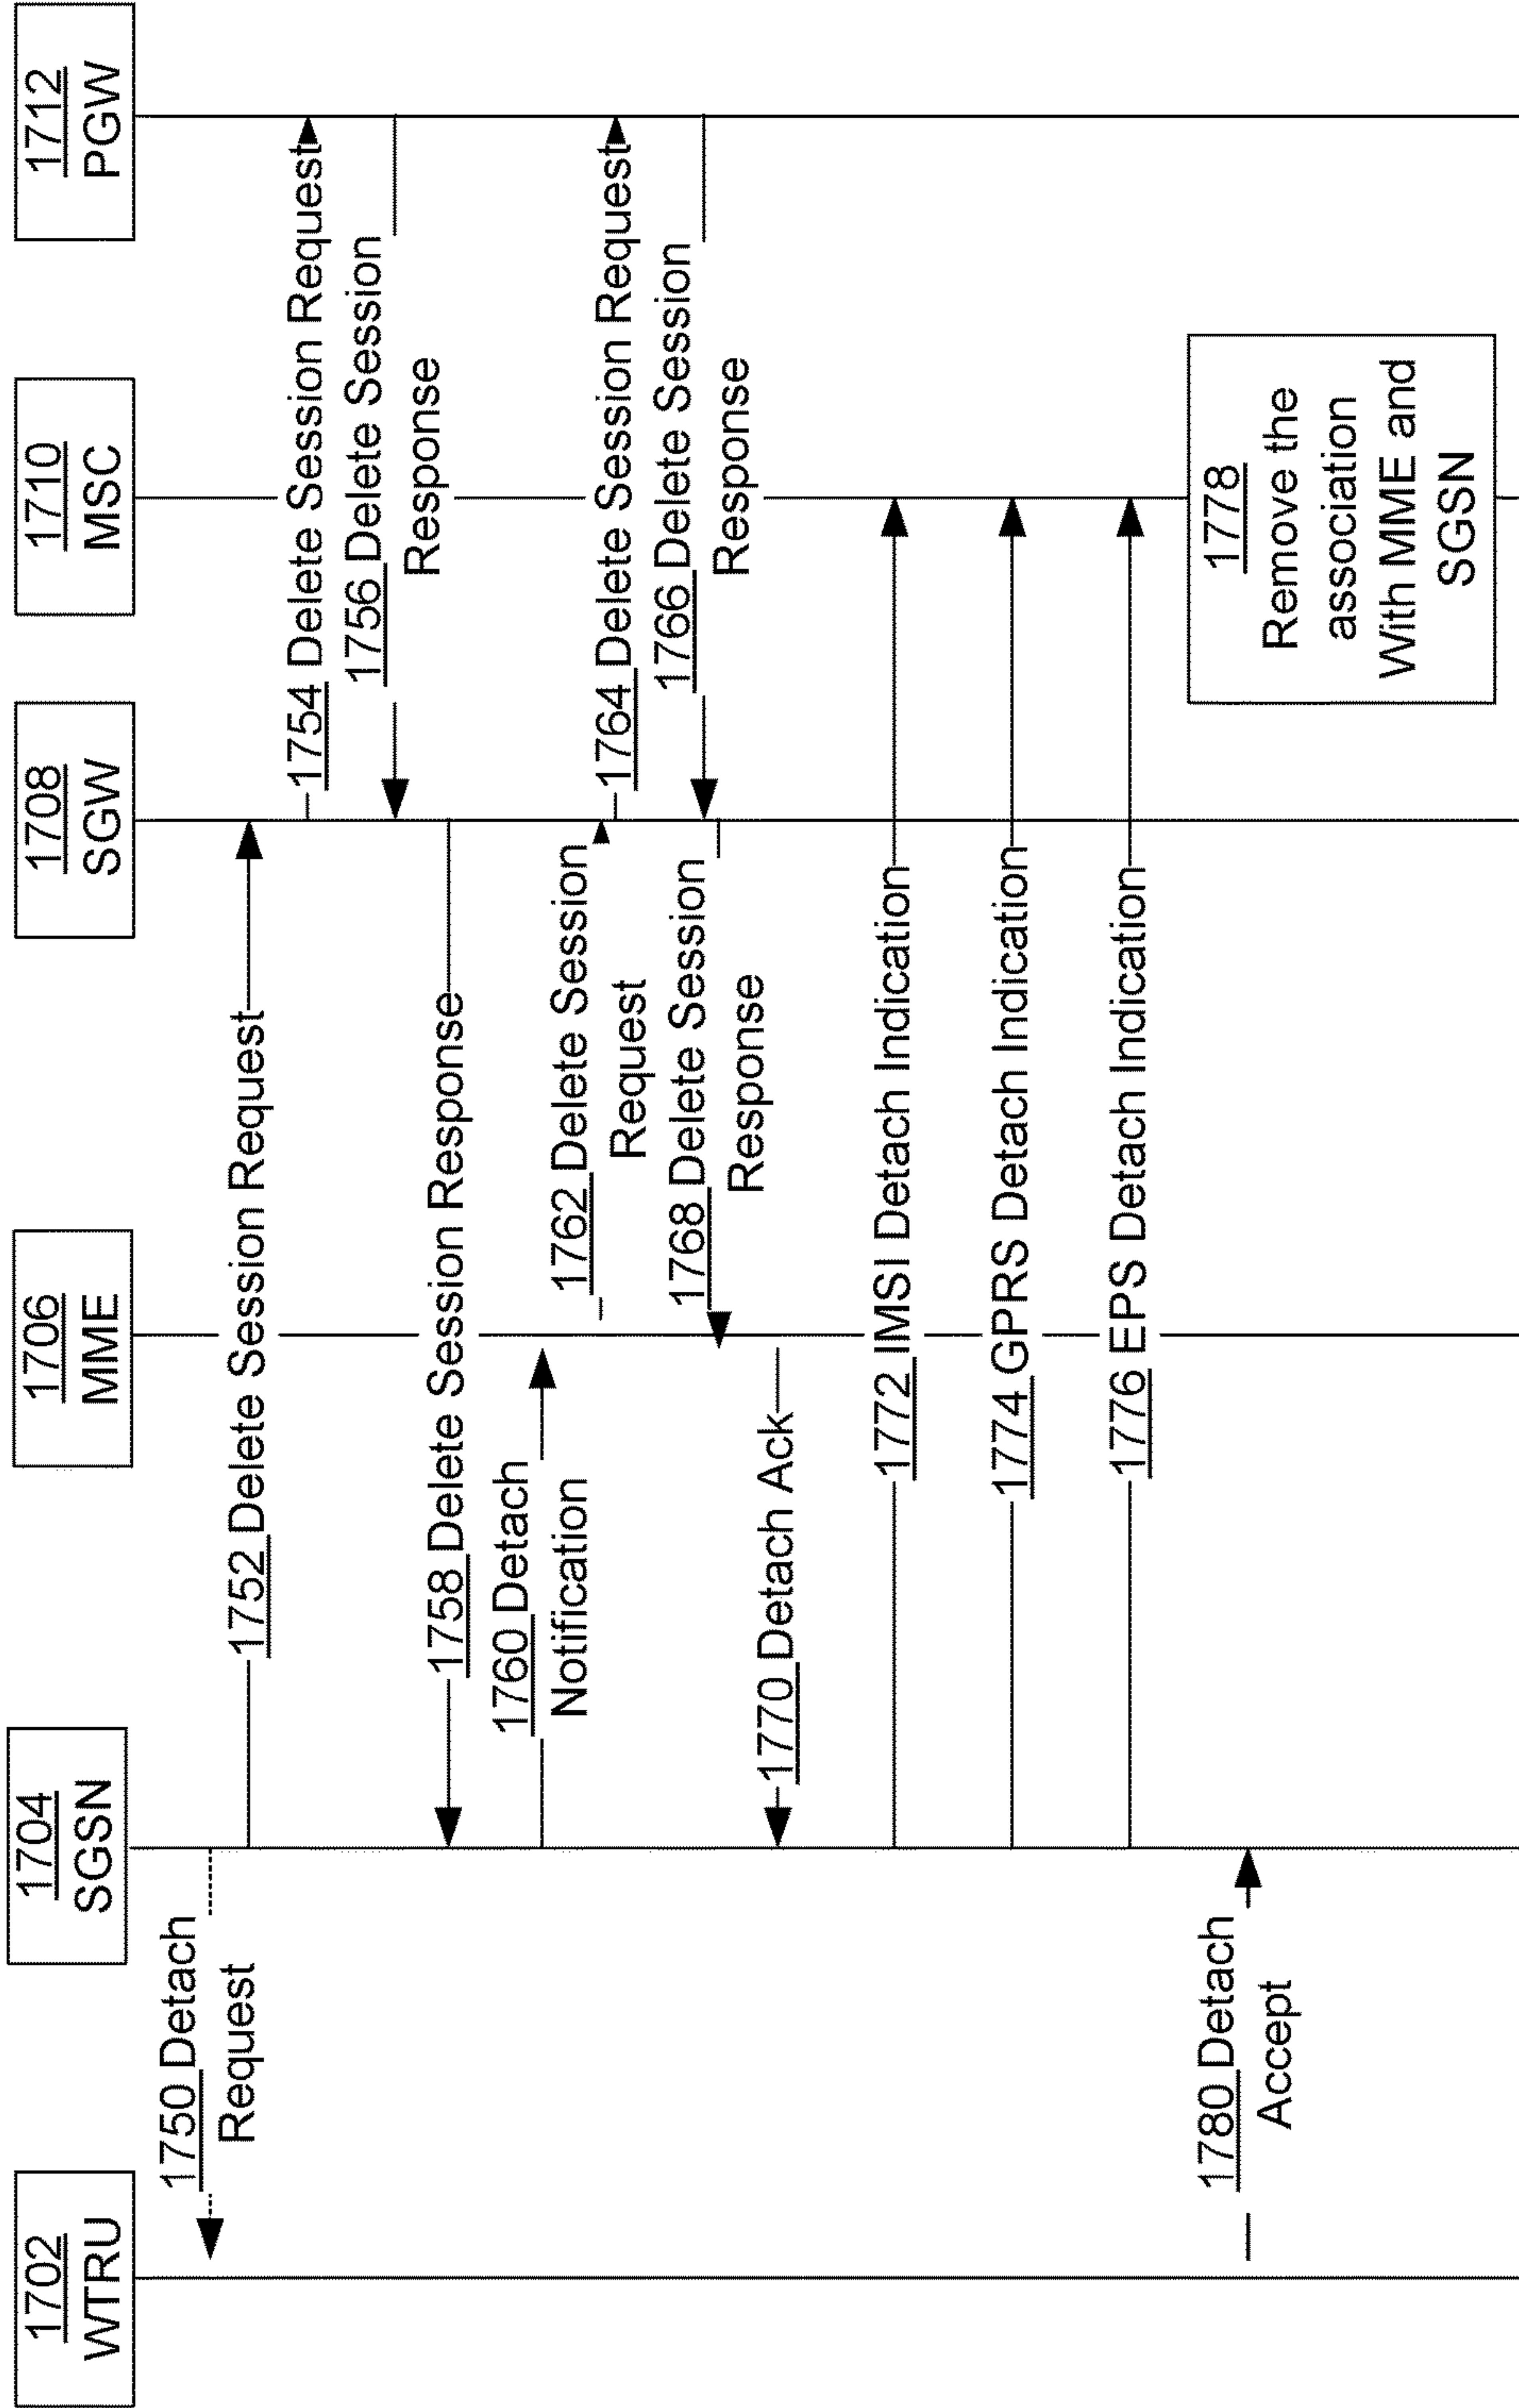 1702
WTRU
1704
SGSN
1706
MME
1708
SGW
1710
MSC
1712
PGW
1750 Detach
Request
1752 Delete Session Request
1754 Delete Session Request
1756 Delete Session
Response
1758 Delete Session Response
1760 Detach
Notification
1762 Delete Session
Request
1764 Delete Session Request
1766 Delete Session
Response
1768 Delete Session
Response
1770 Detach Ack
1772 IMSI Detach Indication
1774 GPRS Detach Indication
1776 EPS Detach Indication
1778
Remove the
association
With MME and
SGSN
1780 Detach
Accept